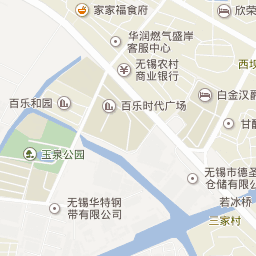 家家福食府
欣荣
华润燃气盛岸
客服中心
西坝
无锡农村
商业银行
白金汉爵
百乐和园
百乐时代广场
甘
玉泉公园
无锡市德圣
仓储有限公
无锡华特钢
带有限公司
若冰桥
三家村